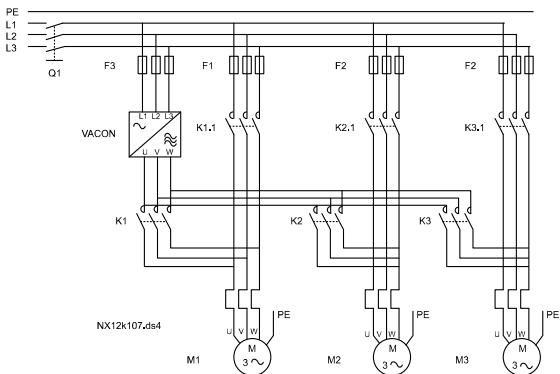 PE
L1
L2
L3
Q1
F3
F1
F2
F2
VACON
L1 L2 L3
U V W
K1.1
K2.1
K3.1
K1
K2
K3
NX12k107.ds4
U V W
PE
M
3
M1
U V W
PE
M
3
M2
U V W
PE
M
3
M3